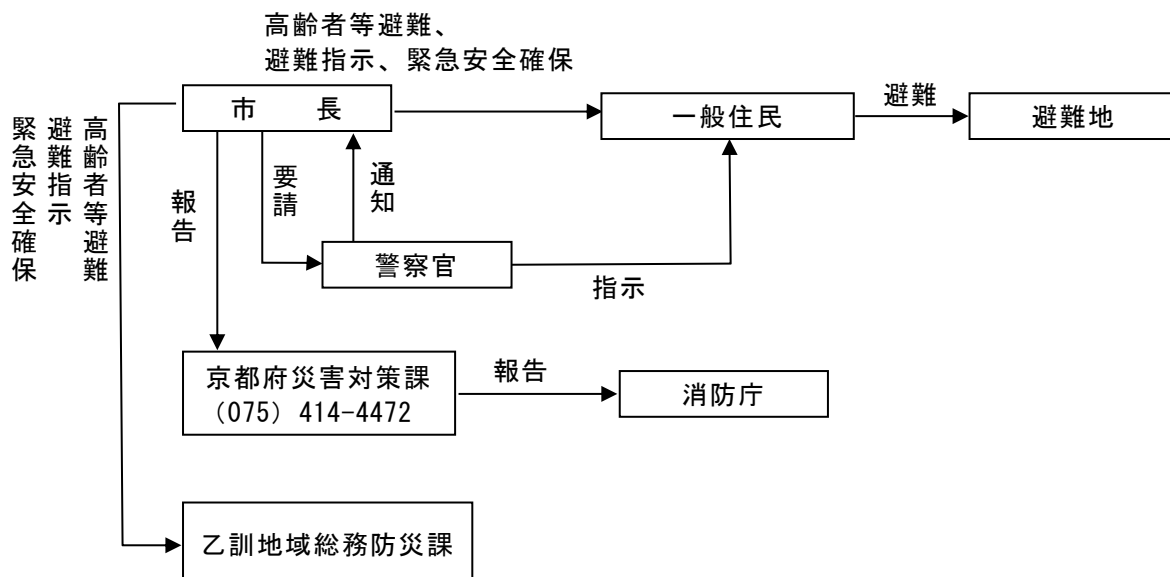 高齢者等避難、
避難指示、緊急安全確保
市　　長
一般住民
避難
避難地
高齢者等避難
避難指示
緊急安全確保
報告
要請
通知
警察官
指示
京都府災害対策課
（075）414-4472
報告
消防庁
乙訓地域総務防災課